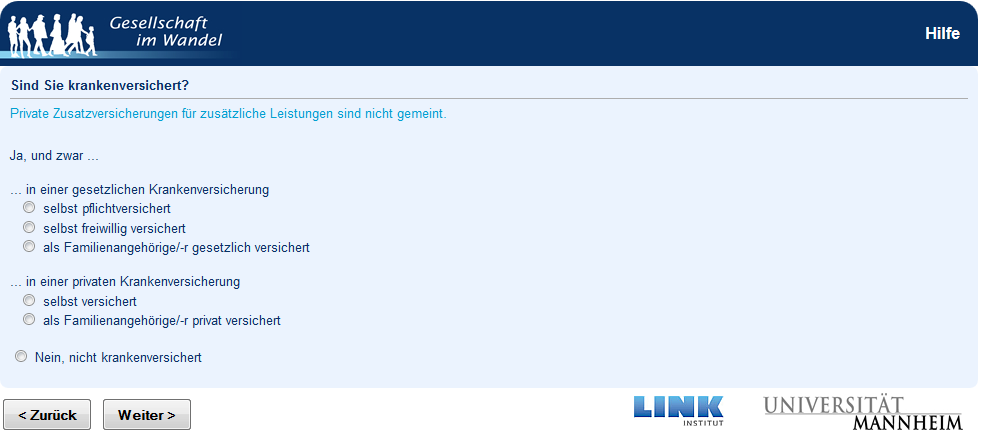 Gesellschaft
im Wandel
Hilfe
Sind Sie krankenversichert?
Private Zusatzversicherungen für zusätzliche Leistungen sind nicht gemeint.
Ja, und zwar ...
... in einer gesetzlichen Krankenversicherung
selbst pflichtversichert
selbst freiwillig versichert
als Familienangehörige/-r gesetzlich versichert
... in einer privaten Krankenversicherung
selbst versichert
als Familienangehörige/-r privat versichert
Nein, nicht krankenversichert
< Zurück
Weiter >
LINK
INSTITUT
UNIVERSITÄT
MANNHEIM